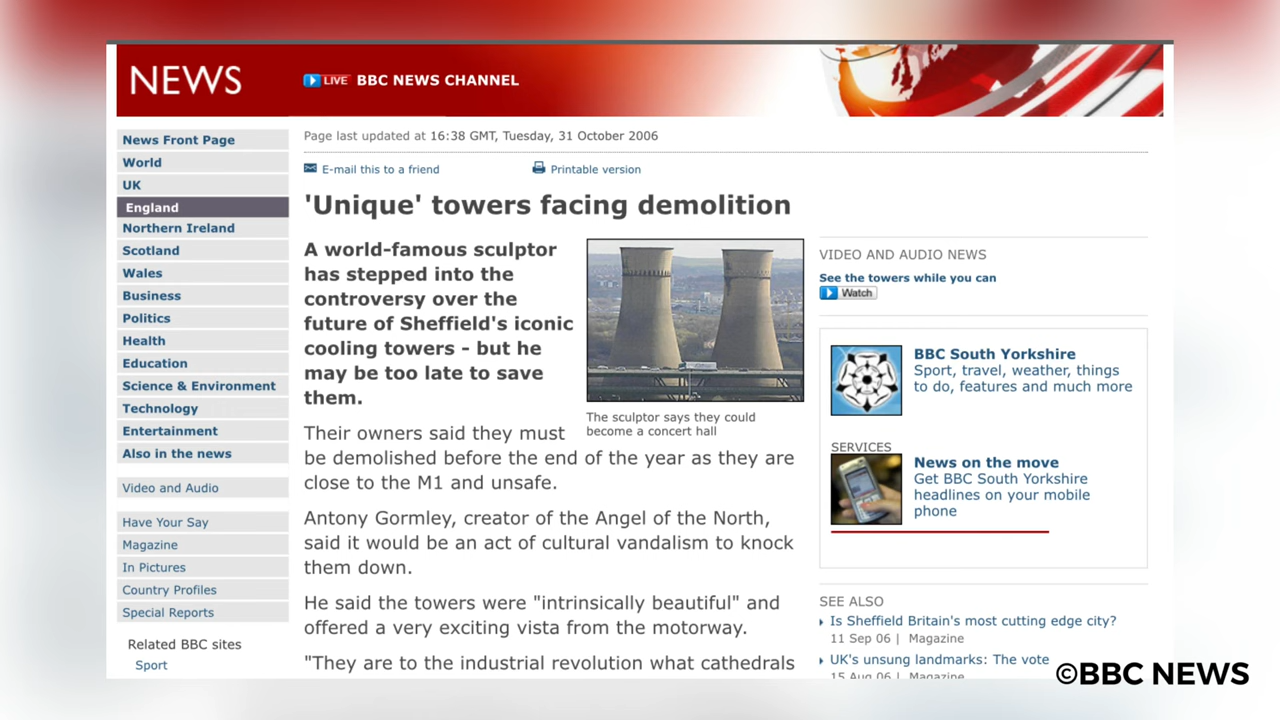 NEWS
LIVE BBC NEWS CHANNEL
News Front Page
World
UK
England
Northern Ireland
Scotland
Wales
Business
Politics
Health
Education
Science & Environment
Technology
Entertainment
Also in the news
Video and Audio
Have Your Say
Magazine
In Pictures
Country Profiles
Special Reports
Related BBC sites
Sport
Page last updated at 16:38 GMT, Tuesday, 31 October 2006
E-mail this to a friend
Printable version
'Unique' towers facing demolition
A world-famous sculptor
has stepped into the
controversy over the
future of Sheffield's iconic
cooling towers - but he
may be too late to save
them.
The sculptor says they could
become a concert hall
Their owners said they must
be demolished before the end of the year as they are
close to the M1 and unsafe.
Antony Gormley, creator of the Angel of the North,
said it would be an act of cultural vandalism to knock
them down.
He said the towers were "intrinsically beautiful" and
offered a very exciting vista from the motorway.
"They are to the industrial revolution what cathedrals
VIDEO AND AUDIO NEWS
See the towers while you can
Watch
BBC South Yorkshire
Sport, travel, weather, things
to do, features and much more
SERVICES
News on the move
Get BBC South Yorkshire
headlines on your mobile
phone
SEE ALSO
Is Sheffield Britain's most cutting edge city?
11 Sep 06 | Magazine
UK's unsung landmarks: The vote
15 Aug 06 | Magazine
©BBC NEWS